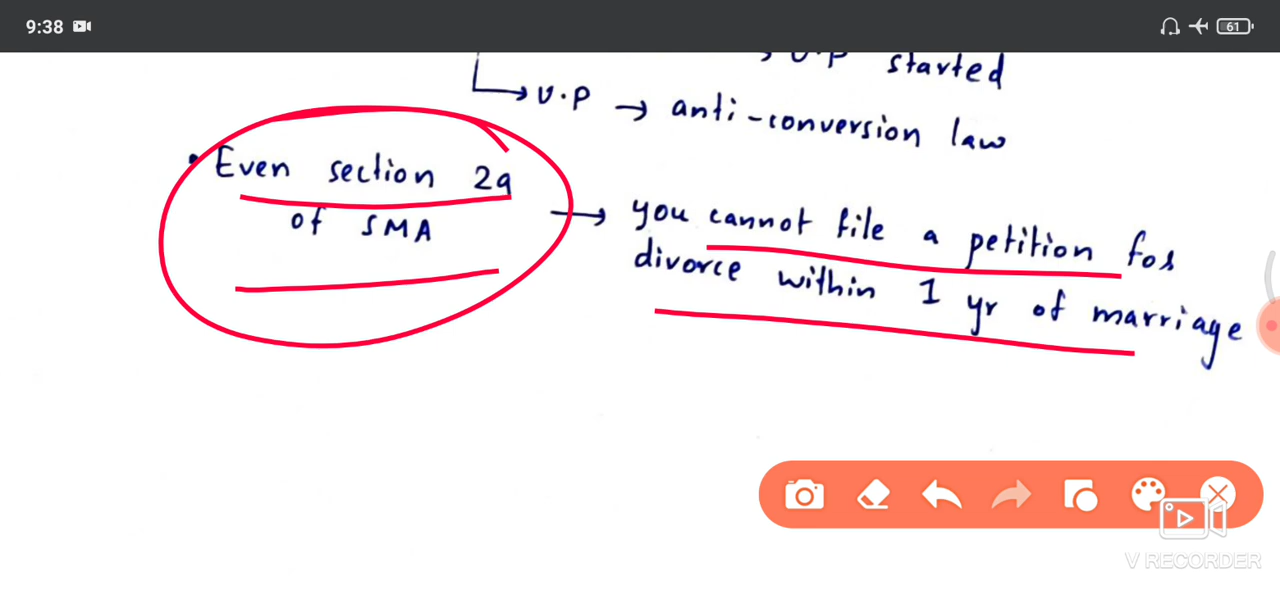 9:38
61
U.P started
U.P → anti-conversion law
• Even section 29 → you cannot file a petition for
of SMA
divorce within 1 yr of marriage
V RECORDER